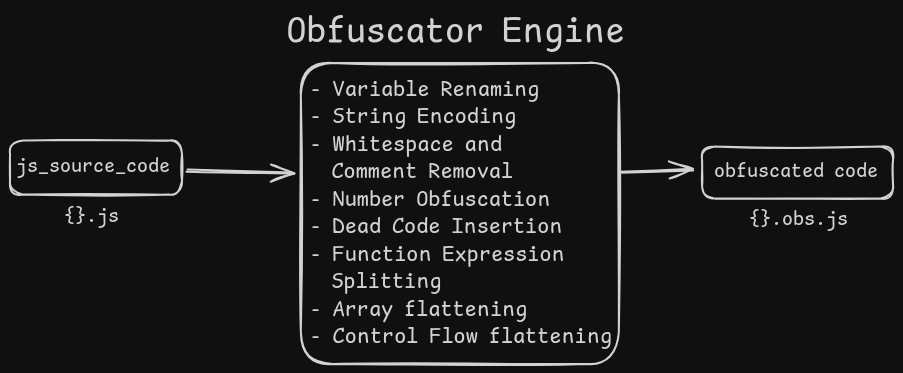 Obfuscator Engine
js_source_code
{}.js
- Variable Renaming
- String Encoding
- Whitespace and
Comment Removal
- Number Obfuscation
- Dead Code Insertion
- Function Expression
Splitting
- Array flattening
- Control Flow flattening
obfuscated code
{}.obs.js